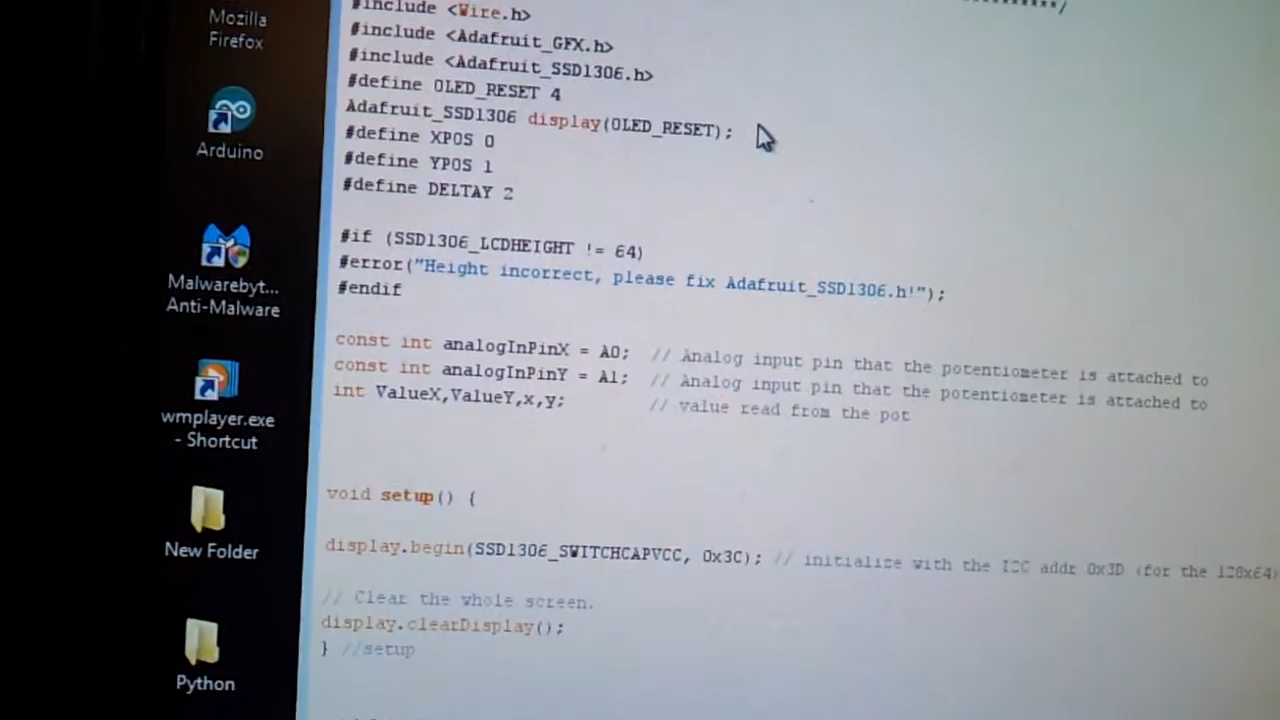 Mozilla
Firefox
Arduino
Malwarebyt...
Anti-Malware
wmplayer.exe
- Shortcut
New Folder
Python
**********/
#include <Wire.h>
#include <Adafruit_GFX.h>
#include <Adafruit_SSD1306.h>
#define OLED_RESET 4
Adafruit_SSD1306 display(OLED_RESET);
#define XPOS 0
#define YPOS 1
#define DELTAY 2
#if (SSD1306_LCDHEIGHT != 64)
#error("Height incorrect, please fix Adafruit_SSD1306.h!");
#endif
const int analogInPinX = A0; // Analog input pin that the potentiometer is attached to
const int analogInPinY = A1; // Analog input pin that the potentiometer is attached to
int ValueX,ValueY,x,y; // value read from the pot
void setup() {
display.begin(SSD1306_SWITCHCAPVCC, 0x3C); // initialize with the I2C addr 0x3D (for the 128x64)
// Clear the whole screen.
display.clearDisplay();
} //setup